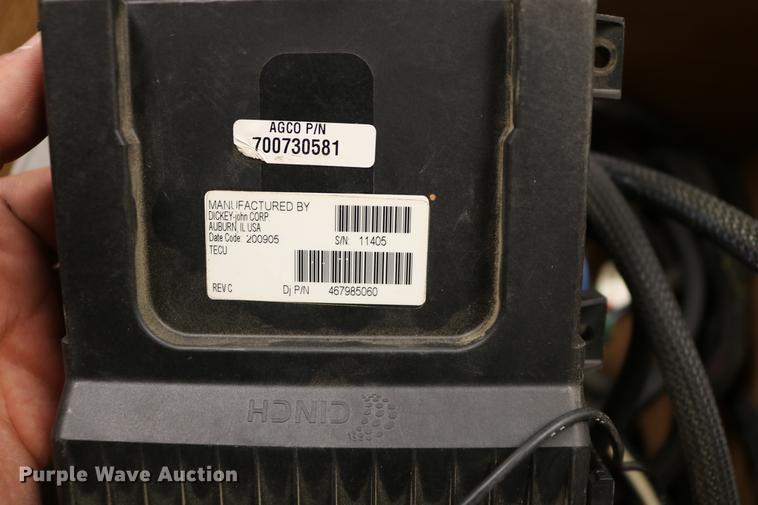 AGCO P/N
700730581
MANUFACTURED BY
DICKEY-john CORP
AUBURN, IL USA
Date Code: 200905 S/N: 11405
TECU
REV C Dj P/N 467985060
CINCH
Purple Wave Auction